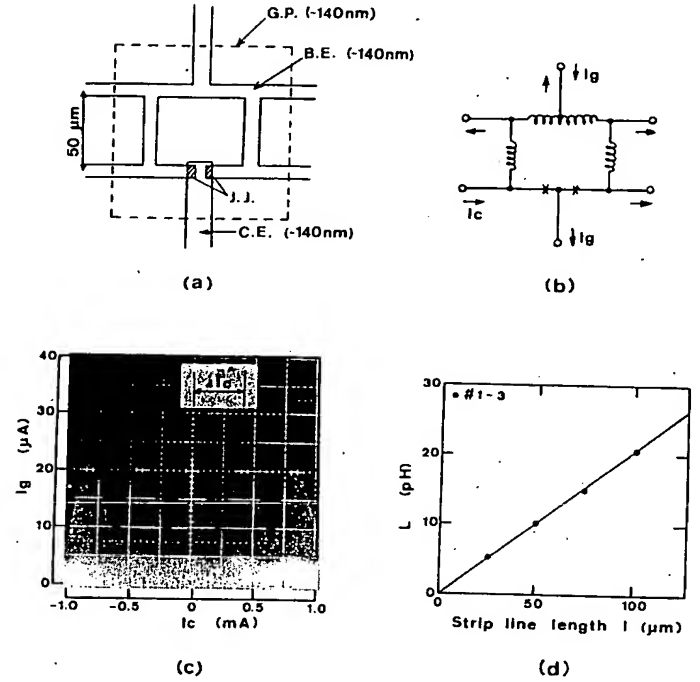 G.P. (~140nm)
B.E. (~140nm)
50 μm
J.J.
C.E. (~140nm)
(a)
Ig
Ic
Ig
(b)
40
30
20
10
0
Ig (μA)
-1.0 -0.5 0 0.5 1.0
Ic (mA)
(c)
30
20
10
0
L (pH)
#1-3
0 50 100
Strip line length l (μm)
(d)